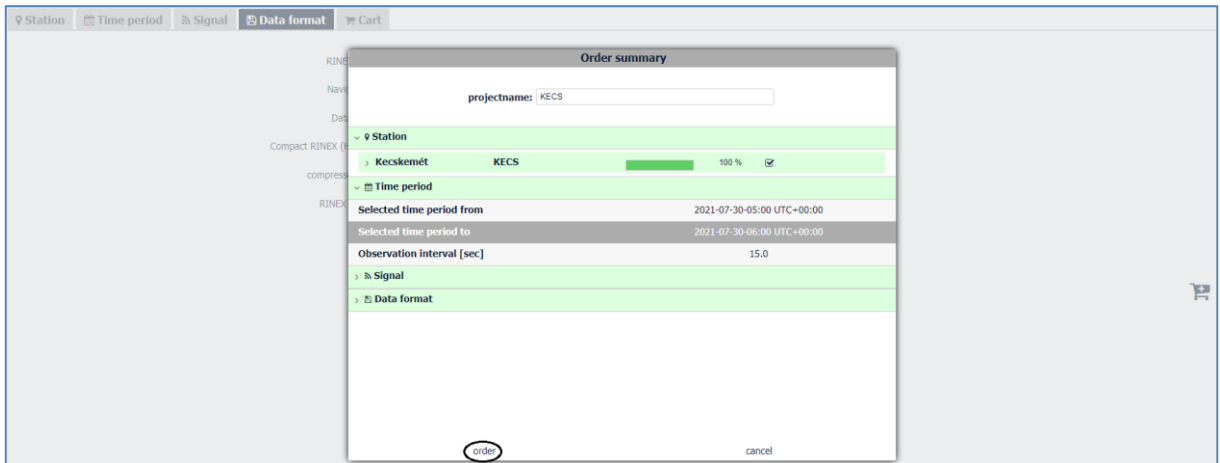 Station Time period Signal Data format Cart
Order summary
RINE
projectname: KECS
Navig
Data
Station
Compact RINEX (H
Kecskemét KECS 100 %
compress
Time period
RINEX
Selected time period from 2021-07-30-05:00 UTC+00:00
Selected time period to 2021-07-30-06:00 UTC+00:00
Observation interval [sec] 15.0
Signal
Data format
order cancel